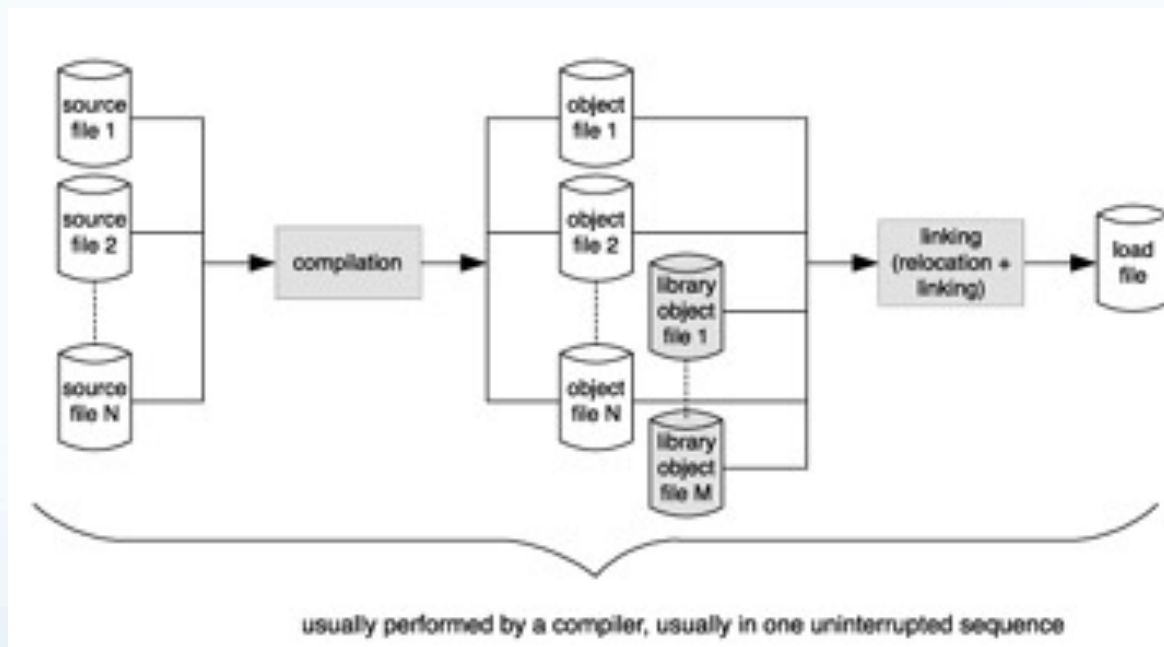 source
file 1
source
file 2
source
file N
compilation
object
file 1
object
file 2
object
file N
library
object
file 1
library
object
file M
linking
(relocation +
linking)
load
file
usually performed by a compiler, usually in one uninterrupted sequence